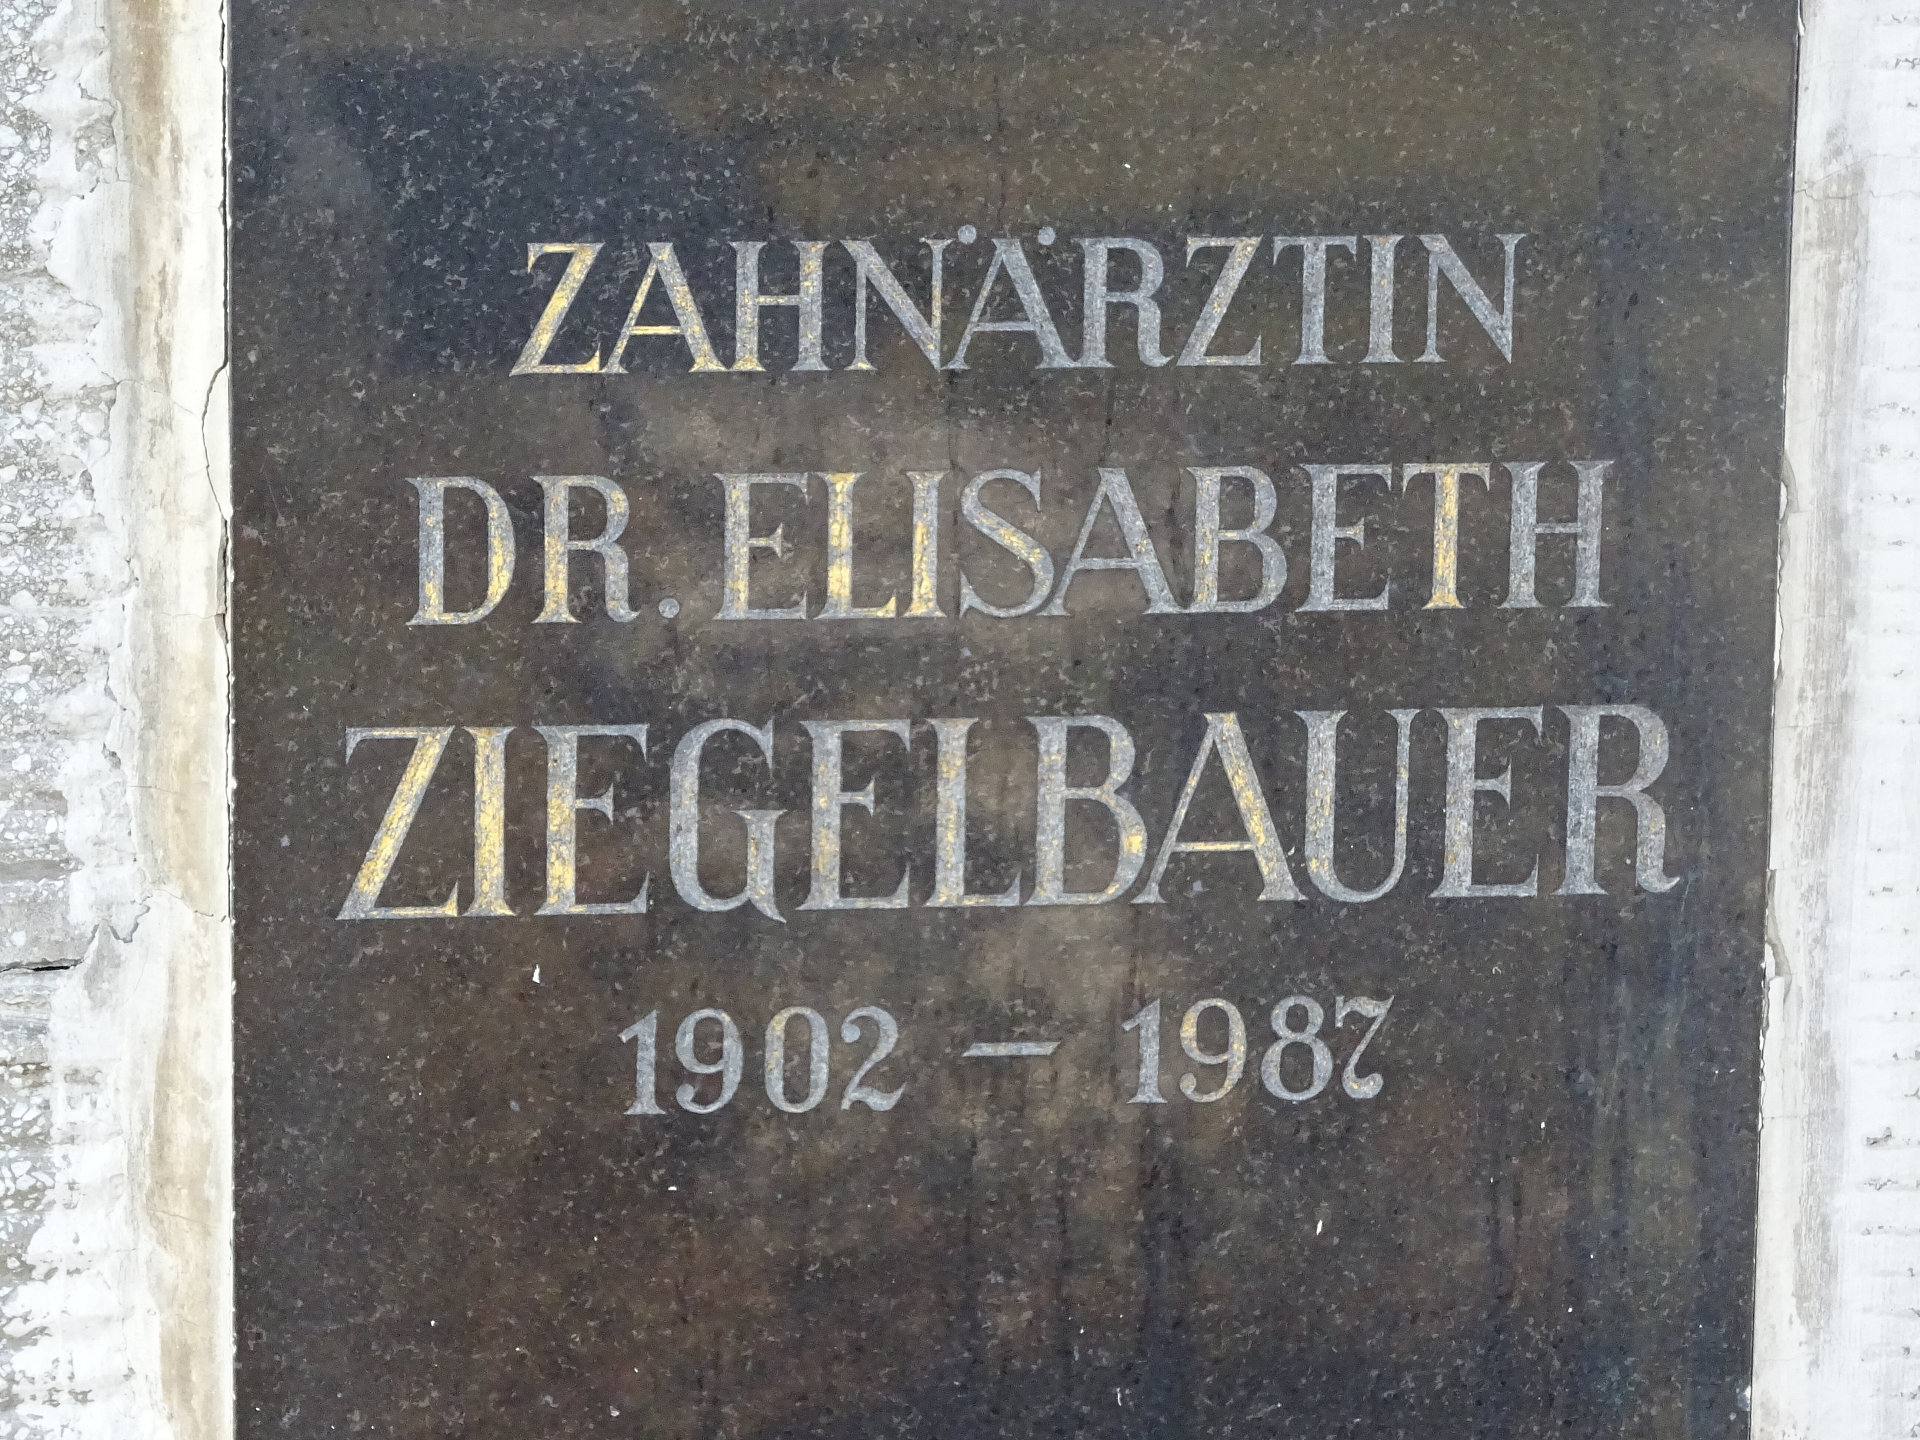 ZAHNÄRZTIN
DR. ELISABETH
ZIEGELBAUER
1902 – 1987